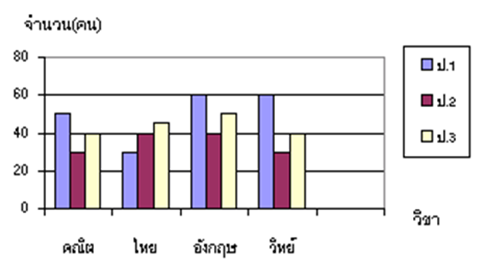 จำนวน(คน)
80
60
40
20
0
คณิต ไทย อังกฤษ วิทย์
วิชา
ป.1
ป.2
ป.3